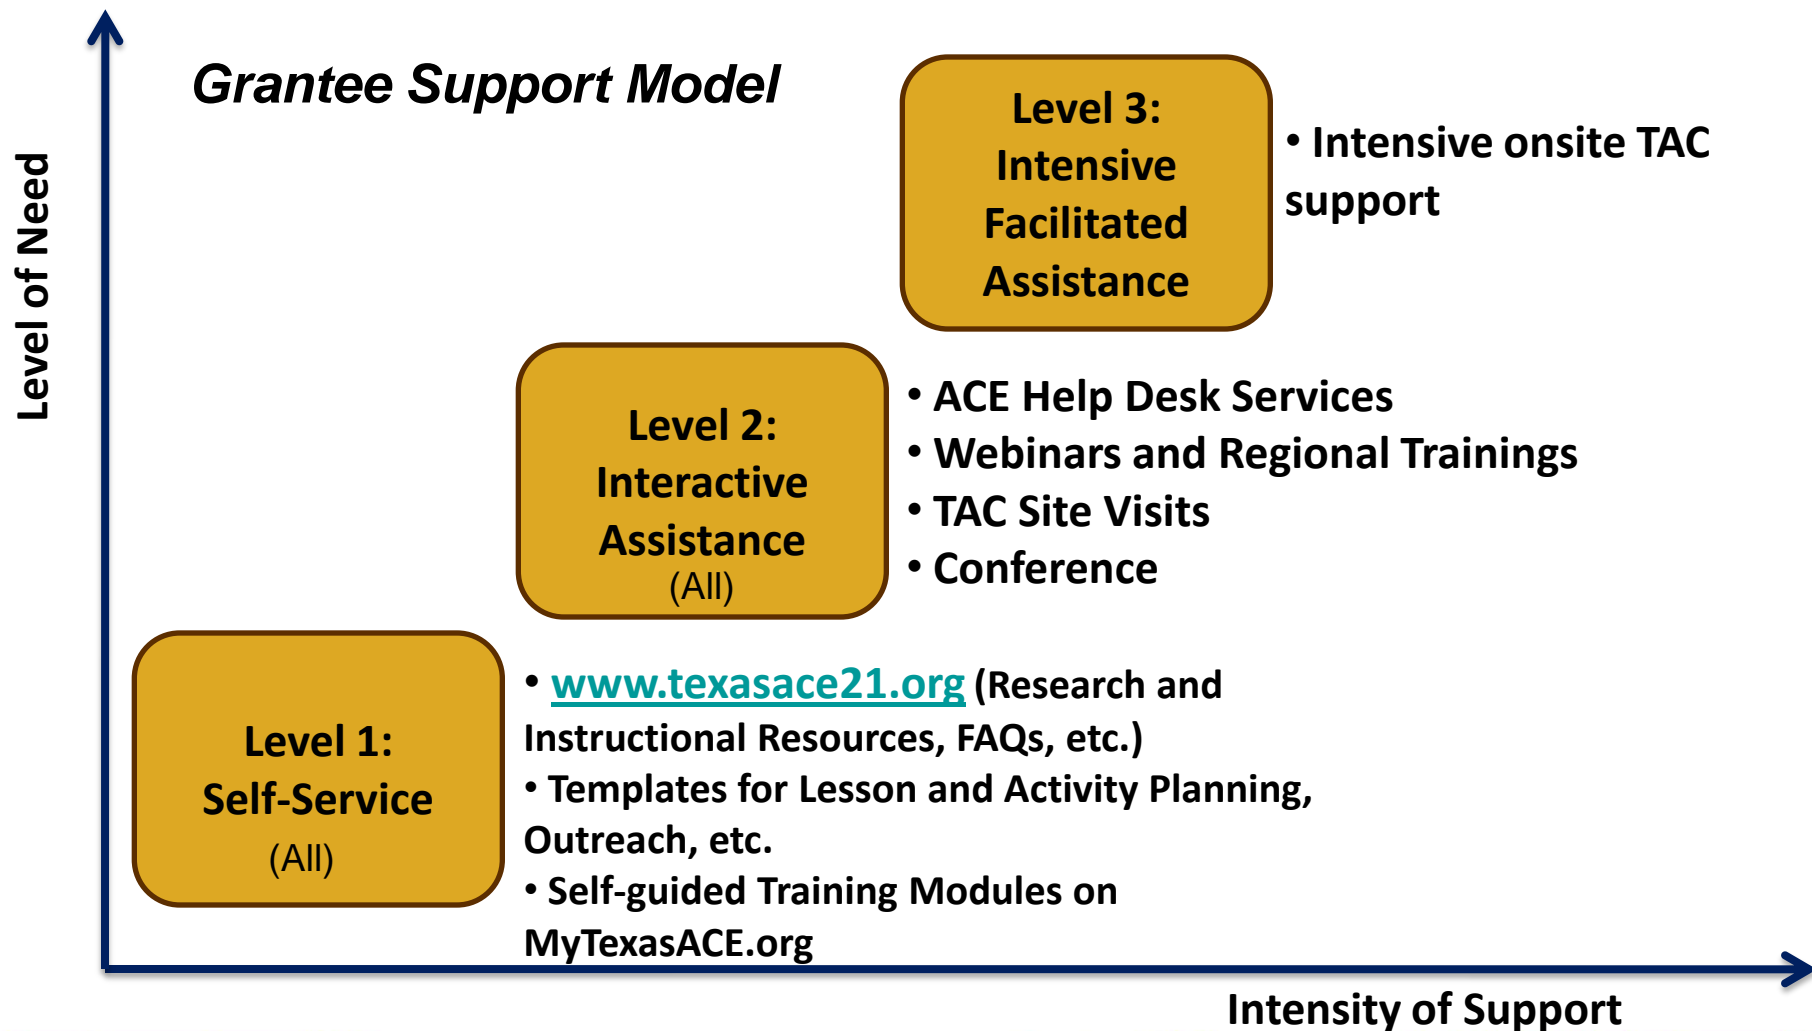 Grantee Support Model
Level of Need
Level 3:
Intensive
Facilitated
Assistance
• Intensive onsite TAC
support
Level 2:
Interactive
Assistance
(All)
• ACE Help Desk Services
• Webinars and Regional Trainings
• TAC Site Visits
• Conference
Level 1:
Self-Service
(All)
• www.texasace21.org (Research and
Instructional Resources, FAQs, etc.)
• Templates for Lesson and Activity Planning,
Outreach, etc.
• Self-guided Training Modules on
MyTexasACE.org
Intensity of Support